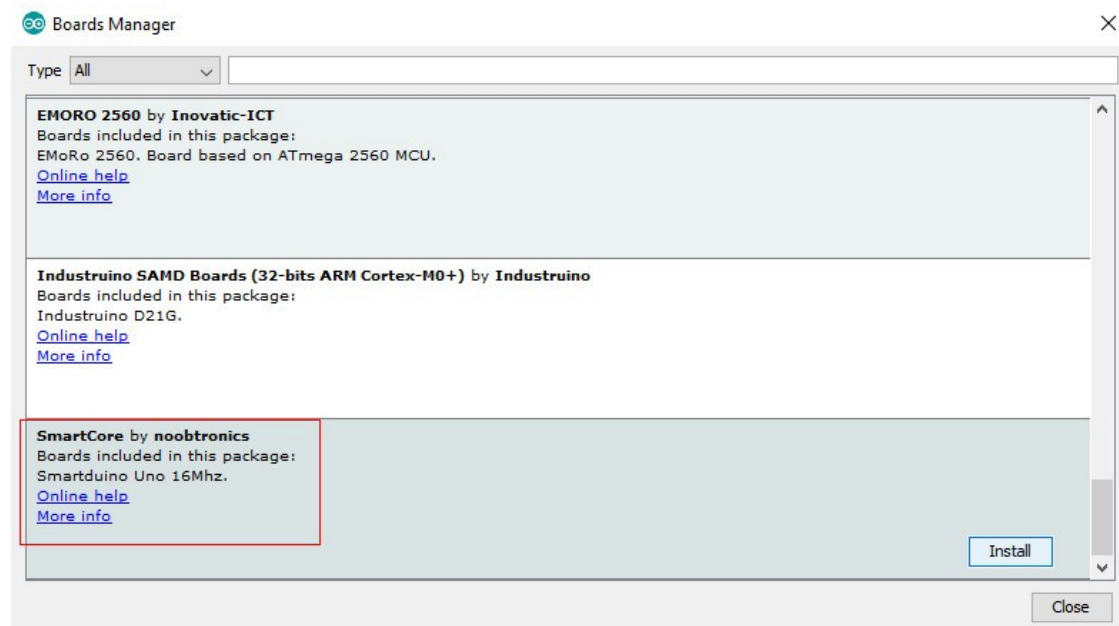 Boards Manager
Type All
EMORO 2560 by Inovatic-ICT
Boards included in this package:
EMoRo 2560. Board based on ATmega 2560 MCU.
Online help
More info
Industruino SAMD Boards (32-bits ARM Cortex-M0+) by Industruino
Boards included in this package:
Industruino D21G.
Online help
More info
SmartCore by noobtronics
Boards included in this package:
Smartduino Uno 16Mhz.
Online help
More info
Install
Close